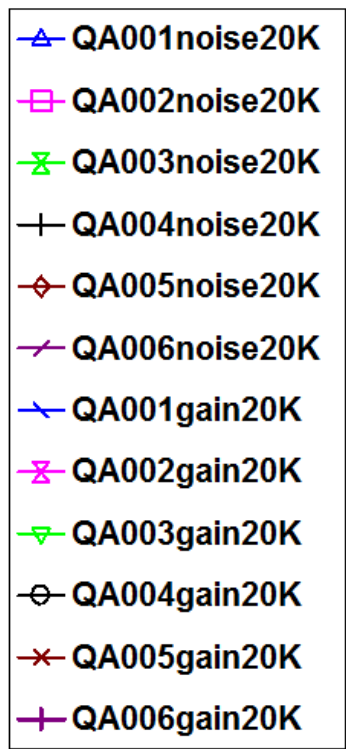 QA001noise20K
QA002noise20K
QA003noise20K
QA004noise20K
QA005noise20K
QA006noise20K
QA001gain20K
QA002gain20K
QA003gain20K
QA004gain20K
QA005gain20K
QA006gain20K